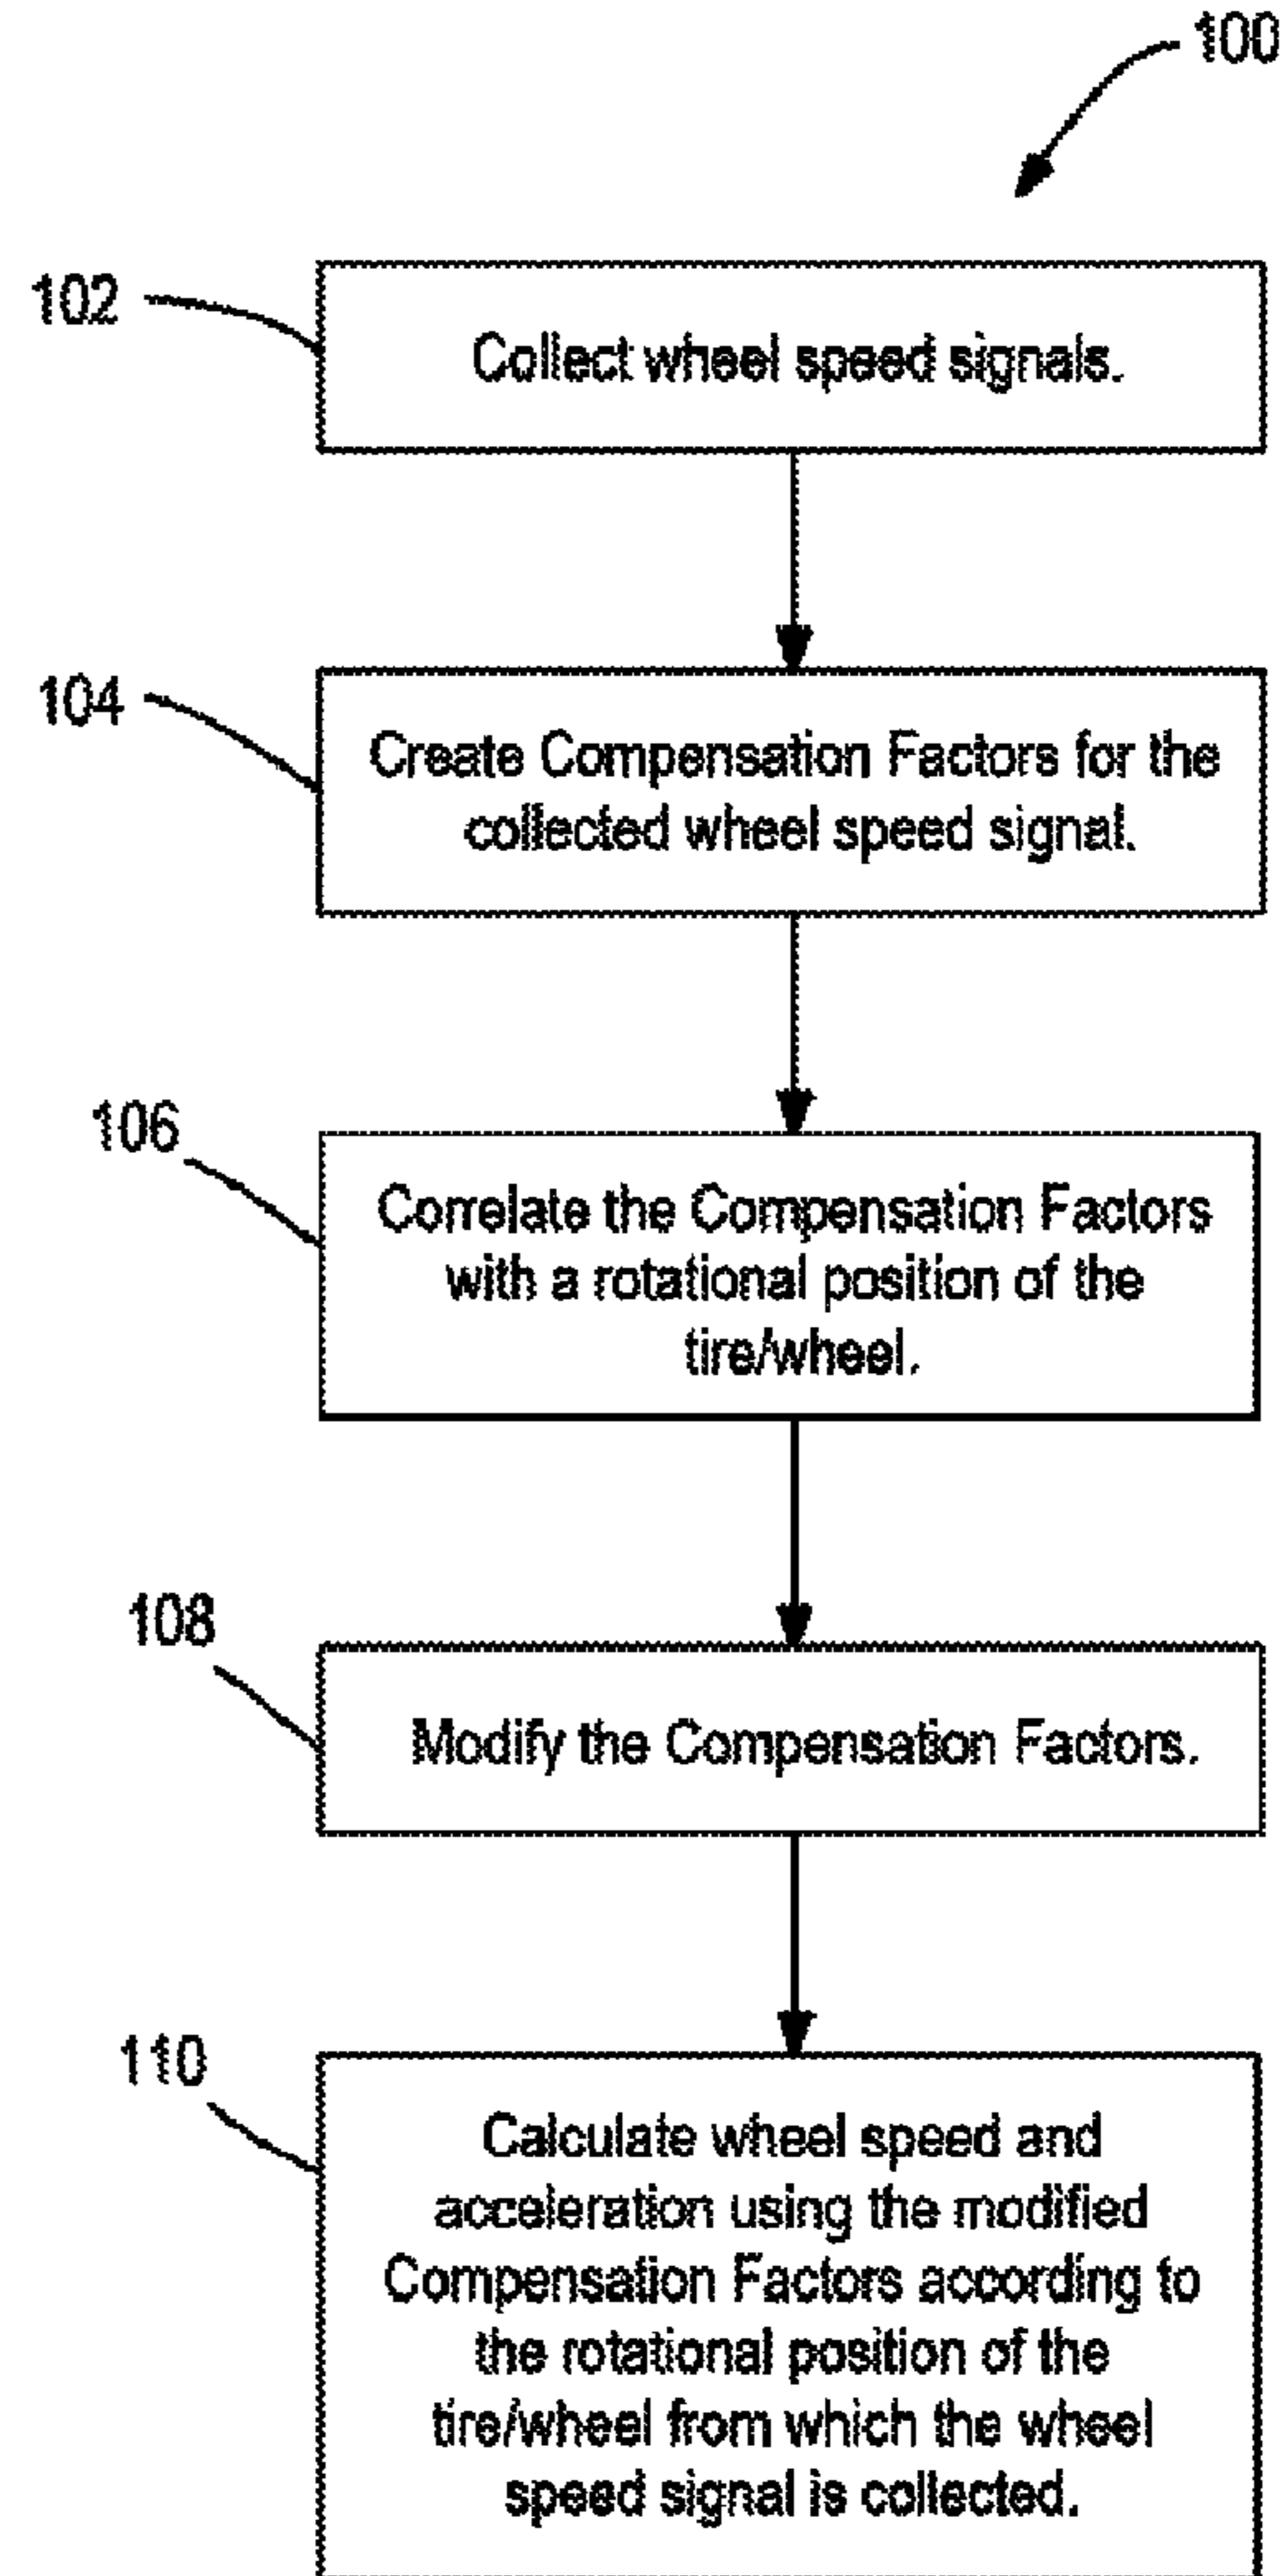 100
102
Collect wheel speed signals.
104
Create Compensation Factors for the
collected wheel speed signal.
106
Correlate the Compensation Factors
with a rotational position of the
tire/wheel.
108
Modify the Compensation Factors.
110
Calculate wheel speed and
acceleration using the modified
Compensation Factors according to
the rotational position of the
tire/wheel from which the wheel
speed signal is collected.